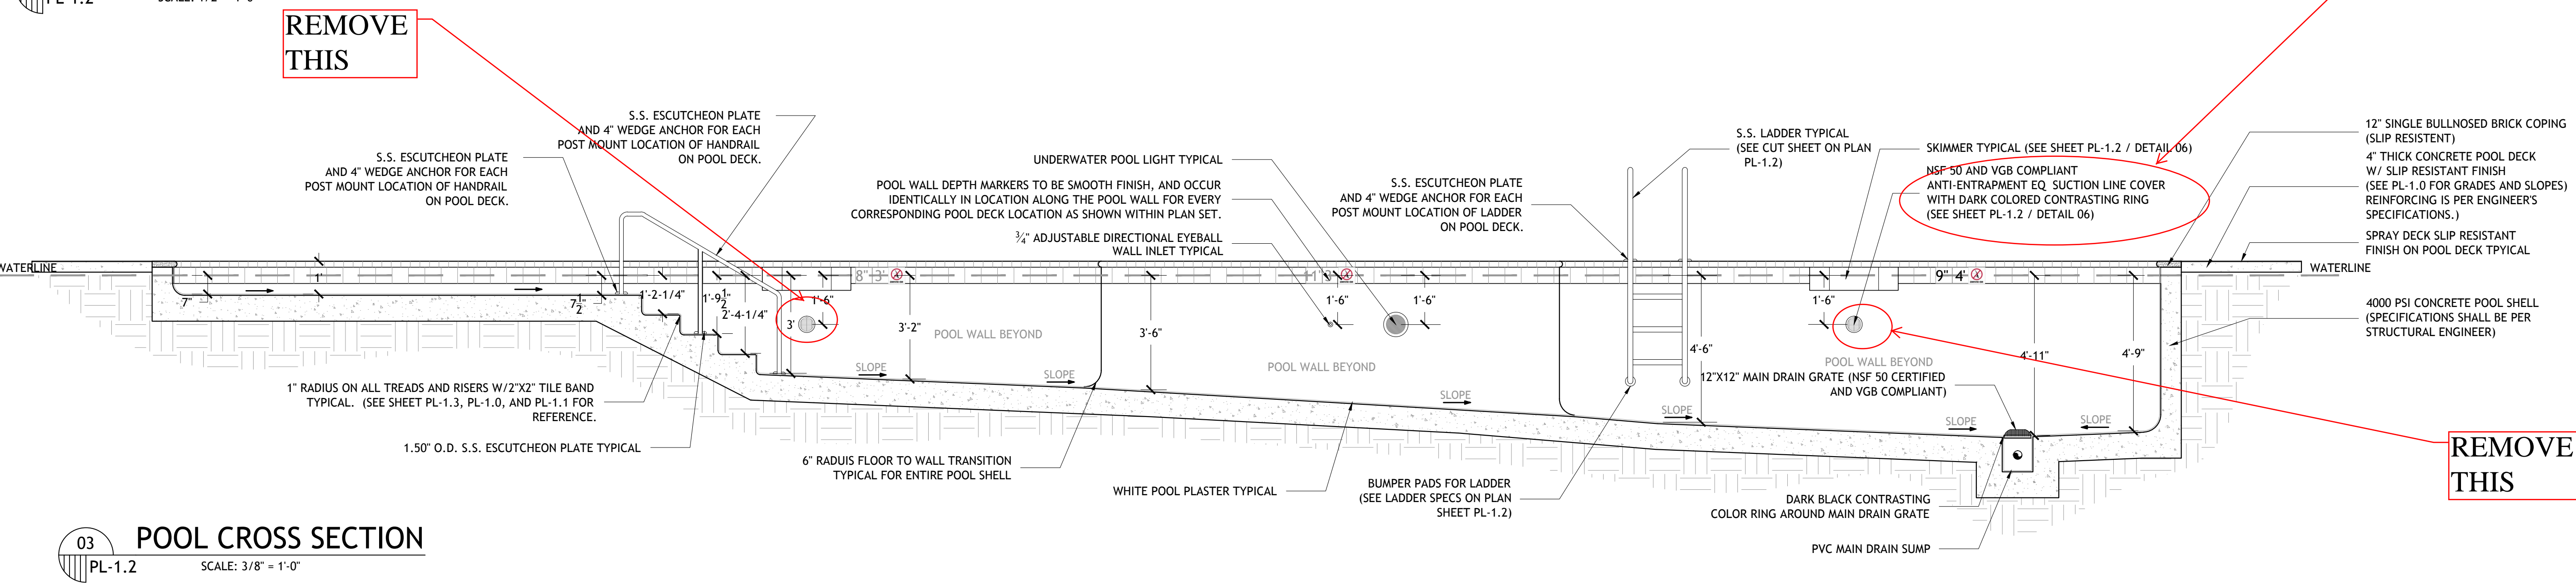 PL-1.2
REMOVE
THIS
S.S. ESCUTCHEON PLATE
AND 4" WEDGE ANCHOR FOR EACH
POST MOUNT LOCATION OF HANDRAIL
ON POOL DECK.
S.S. ESCUTCHEON PLATE
AND 4" WEDGE ANCHOR FOR EACH
POST MOUNT LOCATION OF HANDRAIL
ON POOL DECK.
UNDERWATER POOL LIGHT TYPICAL
POOL WALL DEPTH MARKERS TO BE SMOOTH FINISH, AND OCCUR
IDENTICALLY IN LOCATION ALONG THE POOL WALL FOR EVERY
CORRESPONDING POOL DECK LOCATION AS SHOWN WITHIN PLAN SET.
¾" ADJUSTABLE DIRECTIONAL EYEBALL
WALL INLET TYPICAL
S.S. ESCUTCHEON PLATE
AND 4" WEDGE ANCHOR FOR EACH
POST MOUNT LOCATION OF LADDER
ON POOL DECK.
S.S. LADDER TYPICAL
(SEE CUT SHEET ON PLAN
PL-1.2)
SKIMMER TYPICAL (SEE SHEET PL-1.2 / DETAIL 06)
NSF 50 AND VGB COMPLIANT
ANTI-ENTRAPMENT EQ SUCTION LINE COVER
WITH DARK COLORED CONTRASTING RING
(SEE SHEET PL-1.2 / DETAIL 06)
12" SINGLE BULLNOSED BRICK COPING
(SLIP RESISTENT)
4" THICK CONCRETE POOL DECK
W/ SLIP RESISTANT FINISH
(SEE PL-1.0 FOR GRADES AND SLOPES)
REINFORCING IS PER ENGINEER'S
SPECIFICATIONS.)
SPRAY DECK SLIP RESISTANT
FINISH ON POOL DECK TPYICAL
WATERLINE
WATERLINE
4000 PSI CONCRETE POOL SHELL
(SPECIFICATIONS SHALL BE PER
STRUCTURAL ENGINEER)
7"
1'
7½"
1'-2-1/4"
1'-9½"
2'-4-1/4"
3'
1'-6"
8" 3'
3'-2"
POOL WALL BEYOND
3'-6"
1'-6"
1'-6"
POOL WALL BEYOND
4'-6"
1'-6"
9" 4'
POOL WALL BEYOND
4'-11"
4'-9"
SLOPE
SLOPE
SLOPE
SLOPE
SLOPE
SLOPE
12"X12" MAIN DRAIN GRATE (NSF 50 CERTIFIED
AND VGB COMPLIANT)
1" RADIUS ON ALL TREADS AND RISERS W/2"X2" TILE BAND
TYPICAL. (SEE SHEET PL-1.3, PL-1.0, AND PL-1.1 FOR
REFERENCE.
1.50" O.D. S.S. ESCUTCHEON PLATE TYPICAL
6" RADUIS FLOOR TO WALL TRANSITION
TYPICAL FOR ENTIRE POOL SHELL
WHITE POOL PLASTER TYPICAL
BUMPER PADS FOR LADDER
(SEE LADDER SPECS ON PLAN
SHEET PL-1.2)
DARK BLACK CONTRASTING
COLOR RING AROUND MAIN DRAIN GRATE
PVC MAIN DRAIN SUMP
REMOVE
THIS
03
PL-1.2
POOL CROSS SECTION
SCALE: 3/8" = 1'-0"